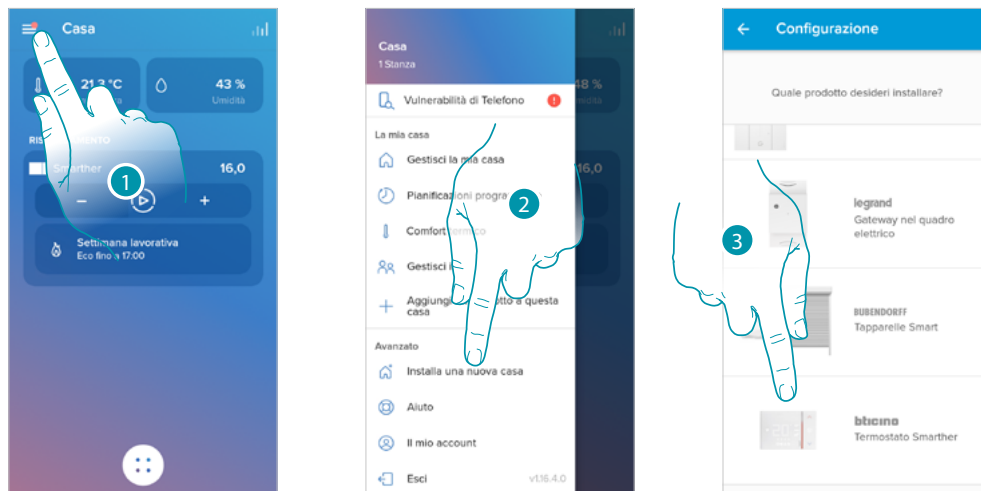 Casa
21,3 °C
43 %
Umidità
Smarther
16,0
1
Settimana lavorativa
Eco fino a 17:00
Casa
1 Stanza
Vulnerabilità di Telefono
48 %
La mia casa
Gestisci la mia casa
16,0
Pianificazioni
2
Comfort
Gestisci
Aggiungi a questa
casa
Avanzato
Installa una nuova casa
Aiuto
Il mio account
Esci
v1.16.4.0
Configurazione
Quale prodotto desideri installare?
legrand
Gateway nel quadro
elettrico
3
BUBENDORFF
Tapparelle Smart
bticino
Termostato Smarther